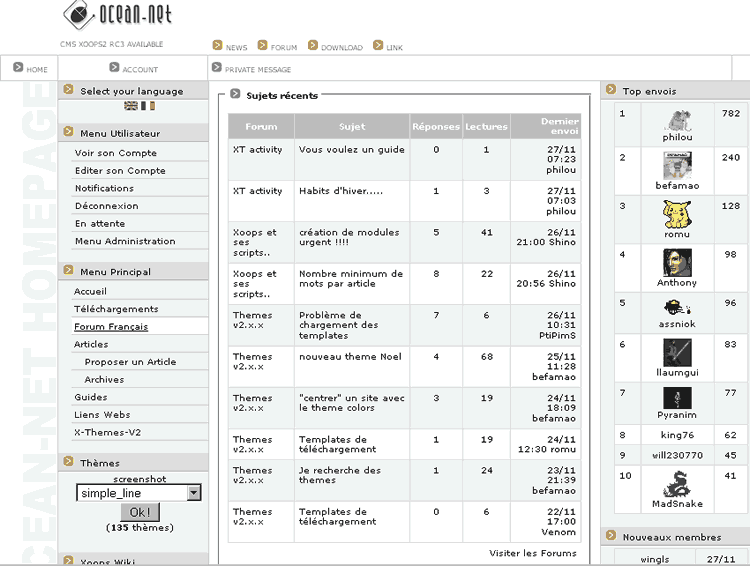 ocean-net
CMS XOOPS2 RC3 AVAILABLE
NEWS FORUM DOWNLOAD LINK
HOME ACCOUNT PRIVATE MESSAGE
Select your language
Menu Utilisateur
Voir son Compte
Editer son Compte
Notifications
Déconnexion
En attente
Menu Administration
Menu Principal
Accueil
Téléchargements
Forum Français
Articles
Proposer un Article
Archives
Guides
Liens Webs
X-Themes-V2
Thèmes
screenshot
simple_line
Ok!
(135 thèmes)
Xoops Wiki
CEAN-NET HOMEPAGE
Sujets récents
Forum Sujet Réponses Lectures Dernier
envoi
XT activity Vous voulez un guide 0 1 27/11
07:23
philou
XT activity Habits d'hiver..... 1 3 27/11
07:03
philou
Xoops et création de modules 5 41 26/11
ses urgent !!!! 21:00 Shino
scripts..
Xoops et Nombre minimum de 8 22 26/11
ses mots par article 20:56 Shino
scripts..
Themes Problème de 7 6 26/11
v2.x.x chargement des 10:31
templates PtiPimS
Themes nouveau theme Noel 4 68 25/11
v2.x.x 11:28
befamao
Themes "centrer" un site avec 3 19 24/11
v2.x.x le theme colors 18:09
befamao
Themes Templates de 1 19 24/11
v2.x.x téléchargement 12:30 romu
Themes Je recherche des 1 24 23/11
v2.x.x themes 21:39
befamao
Themes Templates de 0 6 22/11
v2.x.x téléchargement 17:00
Venom
Visiter les Forums
Top envois
1 782
philou
2 240
befamao
3 128
romu
4 98
Anthony
5 96
assniok
6 83
llaumgui
7 77
Pyranim
8 king76 62
9 will230770 45
10 41
MadSnake
Nouveaux membres
wingls 27/11